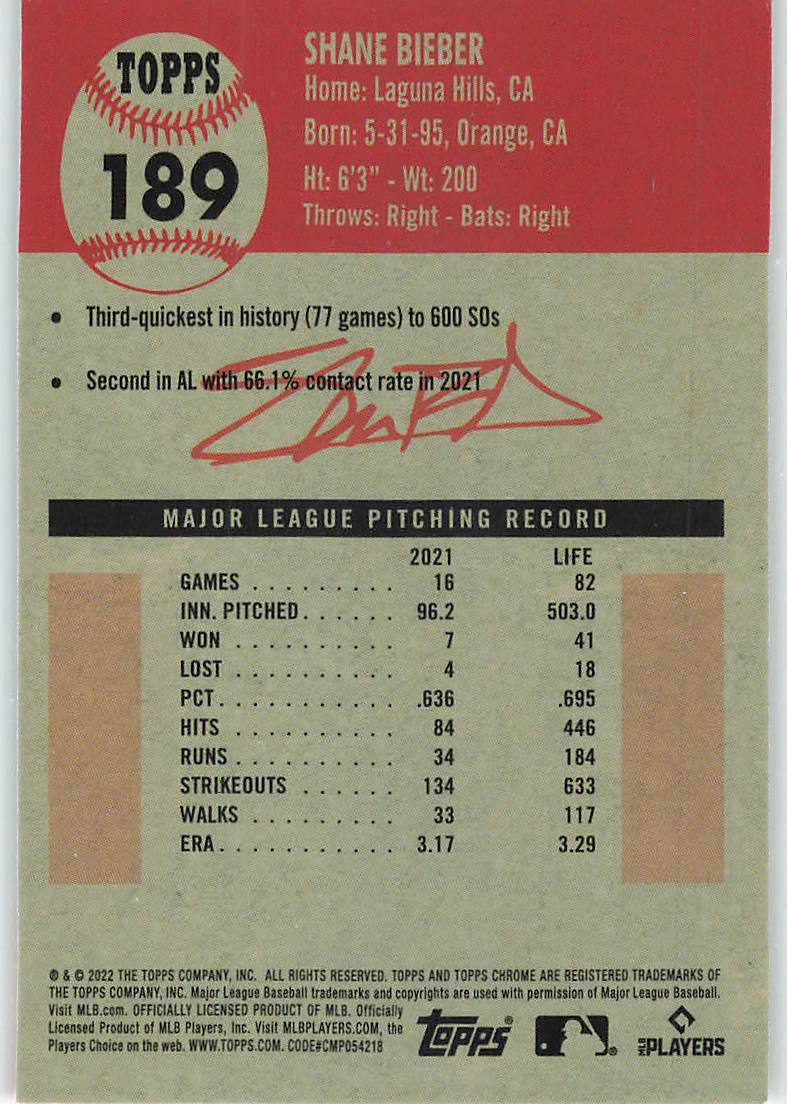 TOPPS
189
SHANE BIEBER
Home: Laguna Hills, CA
Born: 5-31-95, Orange, CA
Ht: 6'3" - Wt: 200
Throws: Right - Bats: Right
• Third-quickest in history (77 games) to 600 SOs
• Second in AL with 66.1% contact rate in 2021
MAJOR LEAGUE PITCHING RECORD
2021 LIFE
GAMES . . . . . . . . . 16 82
INN. PITCHED . . . . . . 96.2 503.0
WON . . . . . . . . . . 7 41
LOST . . . . . . . . . . 4 18
PCT. . . . . . . . . . . .636 .695
HITS . . . . . . . . . . 84 446
RUNS . . . . . . . . . . 34 184
STRIKEOUTS . . . . . . 134 633
WALKS . . . . . . . . . 33 117
ERA . . . . . . . . . . . 3.17 3.29
® & © 2022 THE TOPPS COMPANY, INC. ALL RIGHTS RESERVED. TOPPS AND TOPPS CHROME ARE REGISTERED TRADEMARKS OF
THE TOPPS COMPANY, INC. Major League Baseball trademarks and copyrights are used with permission of Major League Baseball.
Visit MLB.com. OFFICIALLY LICENSED PRODUCT OF MLB. Officially
Licensed Product of MLB Players, Inc. Visit MLBPLAYERS.COM, the
Players Choice on the web. WWW.TOPPS.COM. CODE#CMP054218
topps®
MLB PLAYERS